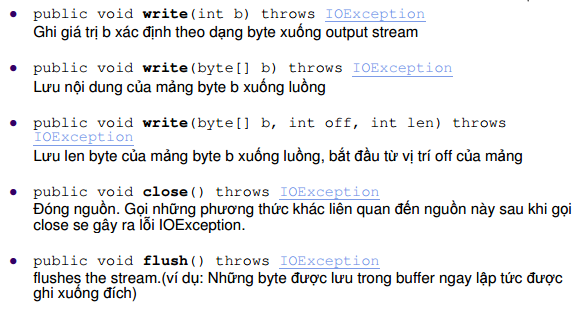 • public void write(int b) throws IOException
Ghi giá trị b xác định theo dạng byte xuống output stream
• public void write(byte[] b) throws IOException
Lưu nội dung của mảng byte b xuống luồng
• public void write(byte[] b, int off, int len) throws
IOException
Lưu len byte của mảng byte b xuống luồng, bắt đầu từ vị trí off của mảng
• public void close() throws IOException
Đóng nguồn. Gọi những phương thức khác liên quan đến nguồn này sau khi gọi
close se gây ra lỗi IOException.
• public void flush() throws IOException
flushes the stream.(ví dụ: Những byte được lưu trong buffer ngay lập tức được
ghi xuống đích)